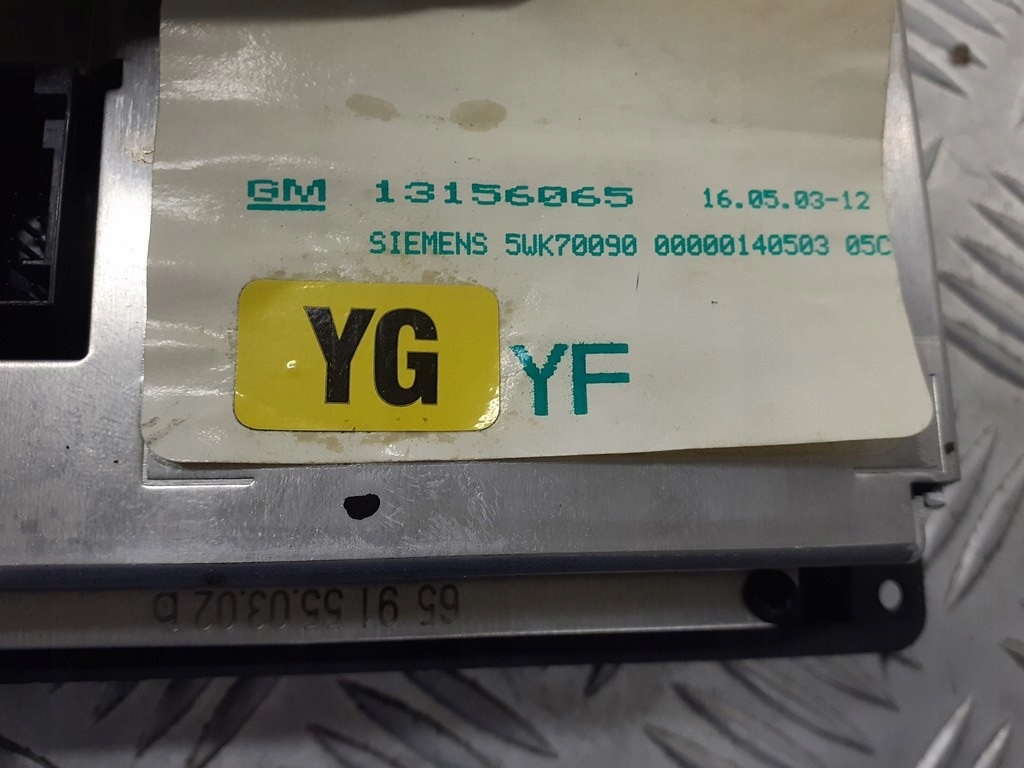 GM 13156065 16.05.03-12
SIEMENS 5WK70090 00000140503 05C
YG YF
65 91 55.03.02 b